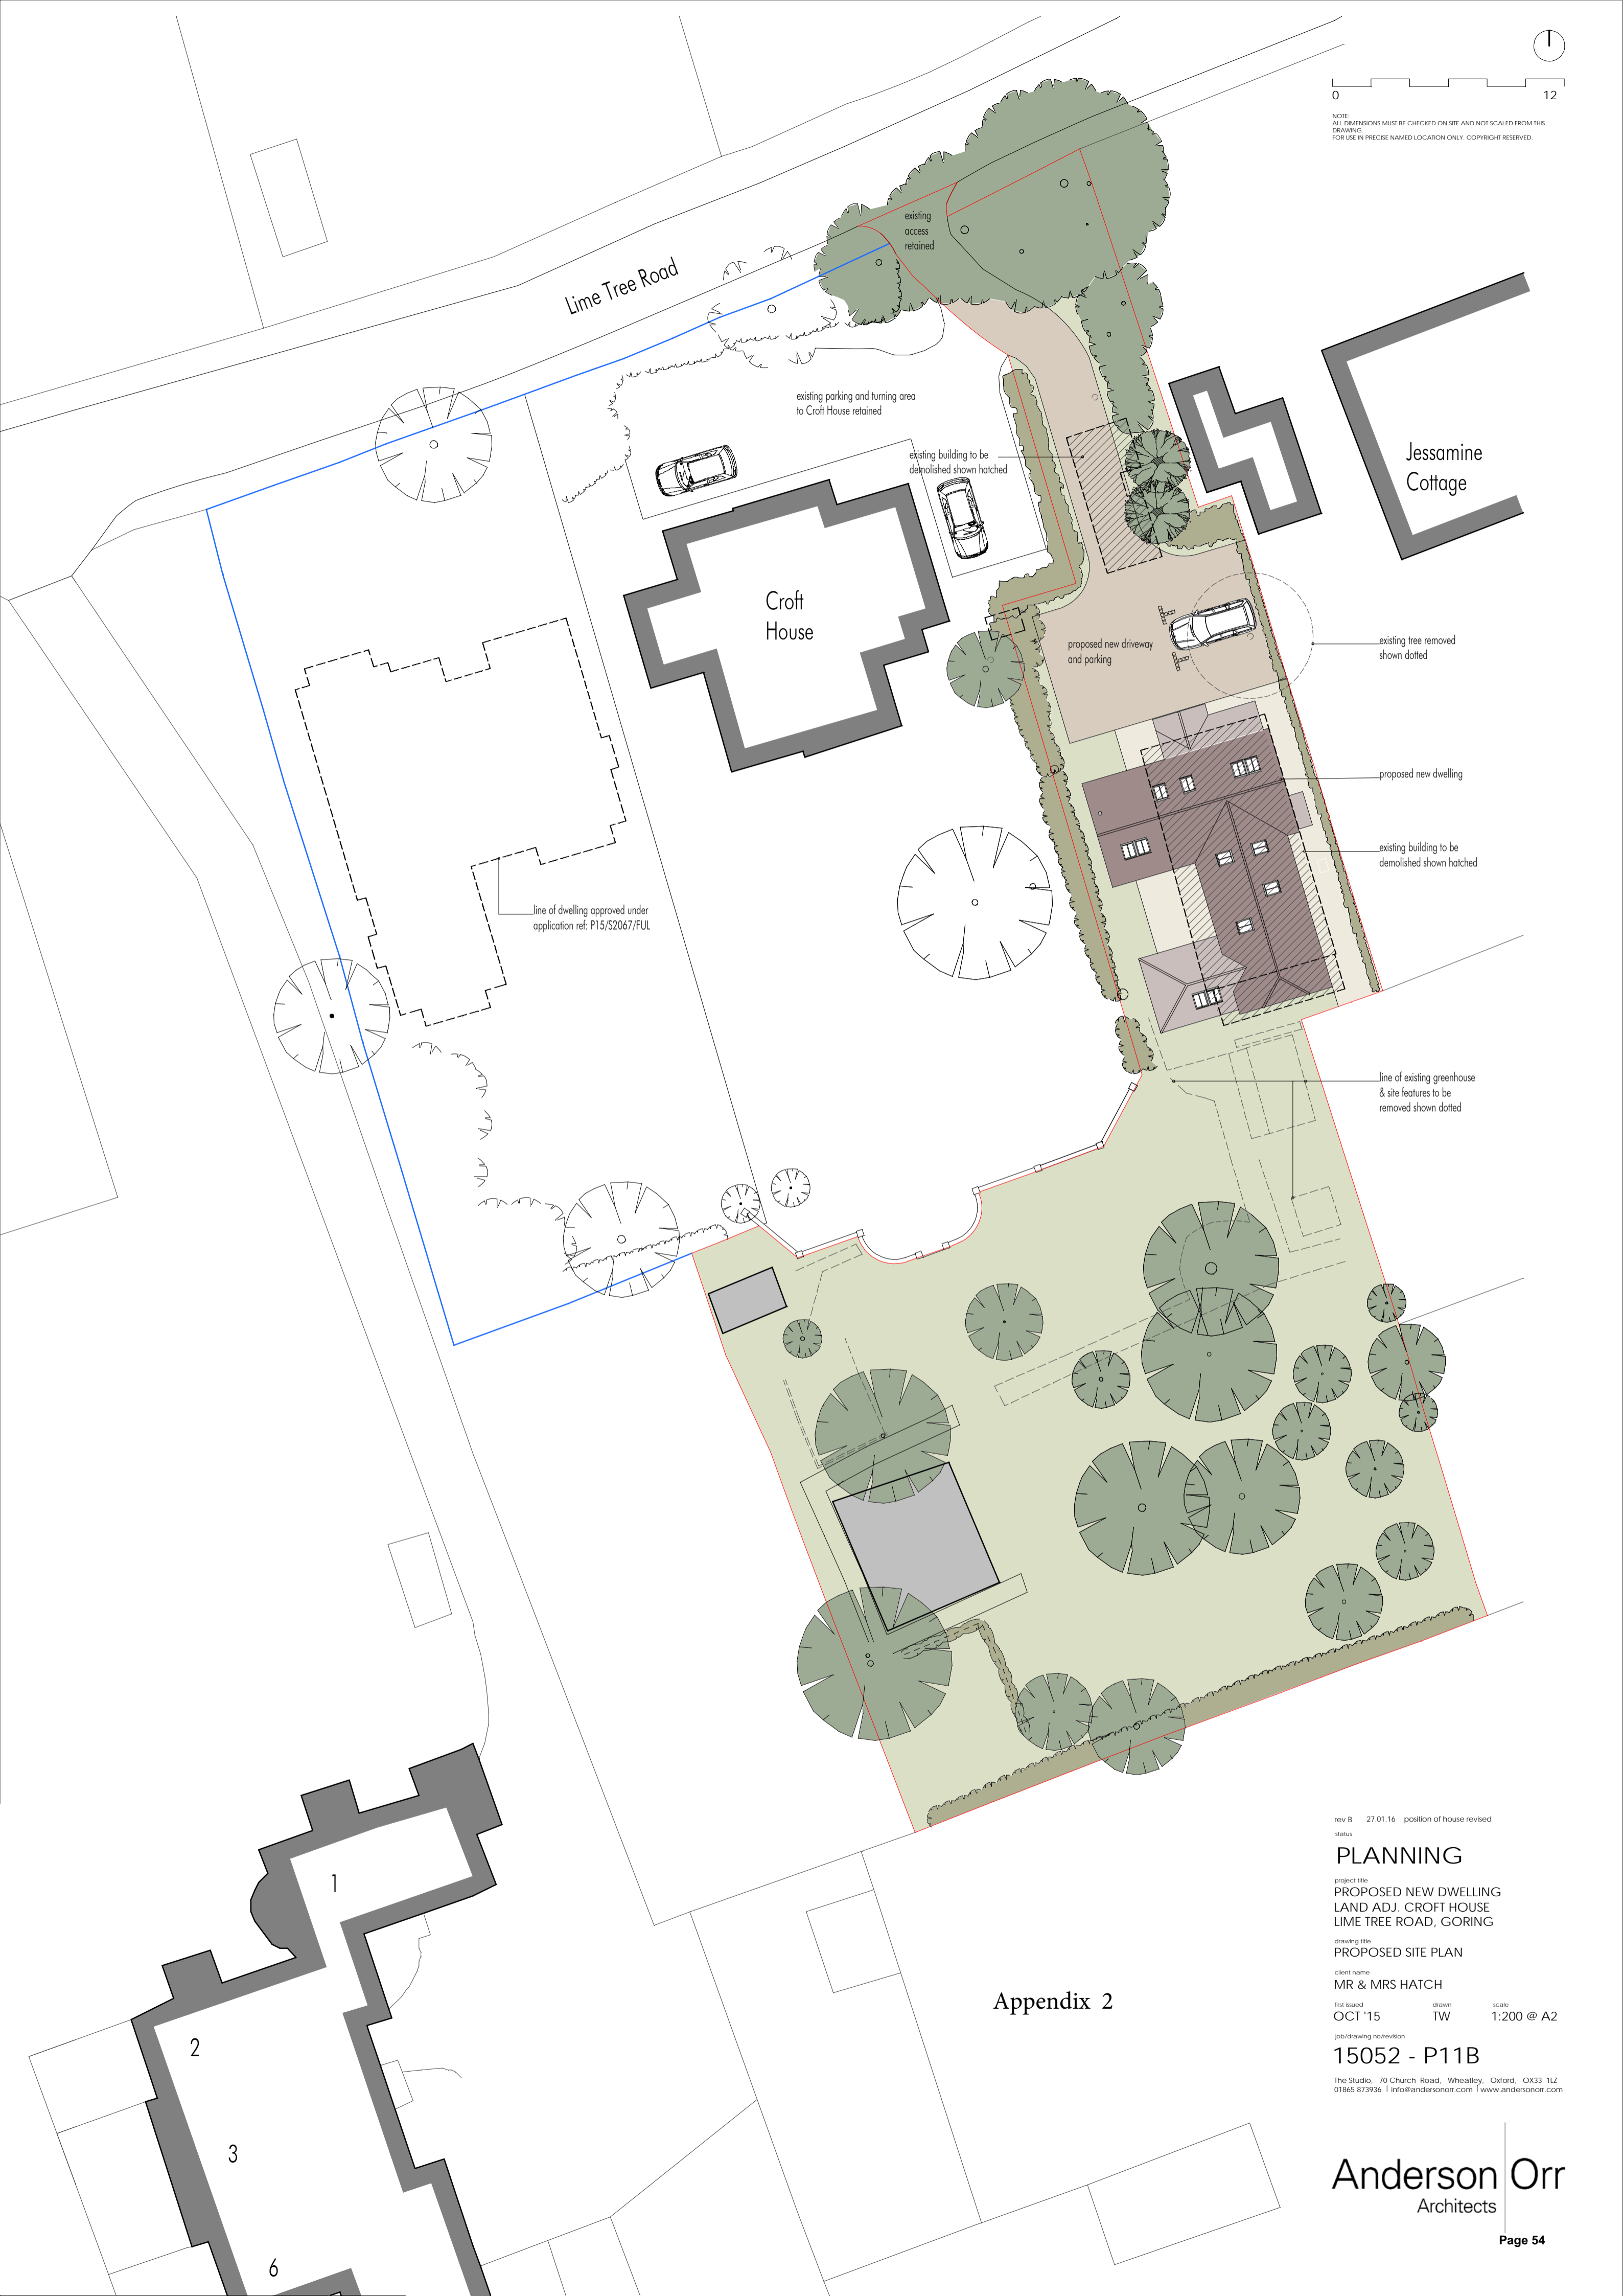 0
12
NOTE:
ALL DIMENSIONS MUST BE CHECKED ON SITE AND NOT SCALED FROM THIS
DRAWING.
FOR USE IN PRECISE NAMED LOCATION ONLY. COPYRIGHT RESERVED.
existing
access
retained
Lime Tree Road
existing parking and turning area
to Croft House retained
existing building to be
demolished shown hatched
Jessamine
Cottage
Croft
House
proposed new driveway
and parking
existing tree removed
shown dotted
proposed new dwelling
existing building to be
demolished shown hatched
line of dwelling approved under
application ref: P15/S2067/FUL
line of existing greenhouse
& site features to be
removed shown dotted
1
2
3
6
Appendix 2
rev B 27.01.16 position of house revised
status
PLANNING
project title
PROPOSED NEW DWELLING
LAND ADJ. CROFT HOUSE
LIME TREE ROAD, GORING
drawing title
PROPOSED SITE PLAN
client name
MR & MRS HATCH
first issued drawn scale
OCT '15 TW 1:200 @ A2
job/drawing no/revision
15052 - P11B
The Studio, 70 Church Road, Wheatley, Oxford, OX33 1LZ
01865 873936 | info@andersonorr.com | www.andersonorr.com
Anderson Orr
Architects
Page 54